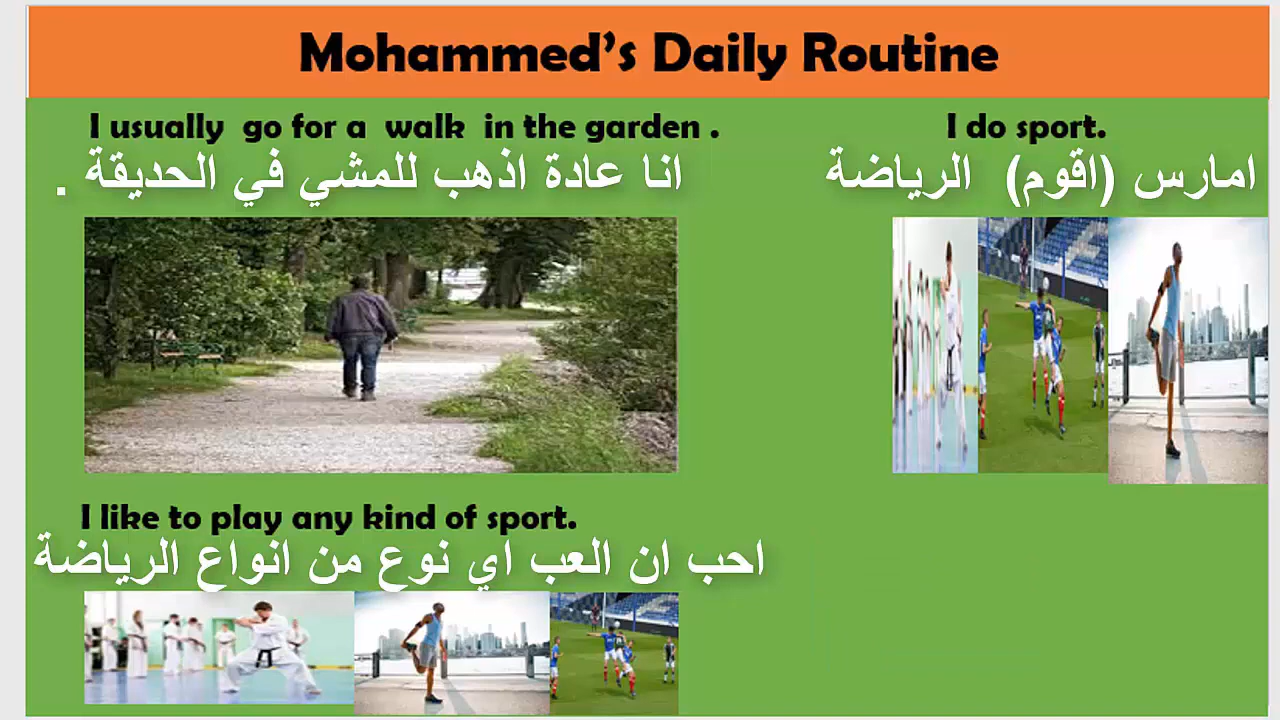 Mohammed’s Daily Routine
I usually go for a walk in the garden .
انا عادة اذهب للمشي في الحديقة .
I do sport.
امارس (اقوم) الرياضة
I like to play any kind of sport.
احب ان العب اي نوع من انواع الرياضة